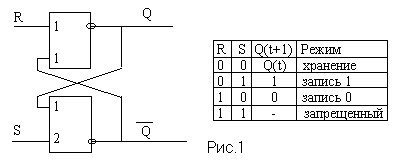 R
1
Q
1
1
S
2
Q
R S Q(t+1) Режим
0 0 Q(t) хранение
0 1 1 запись 1
1 0 0 запись 0
1 1 - запрещенный
Рис.1